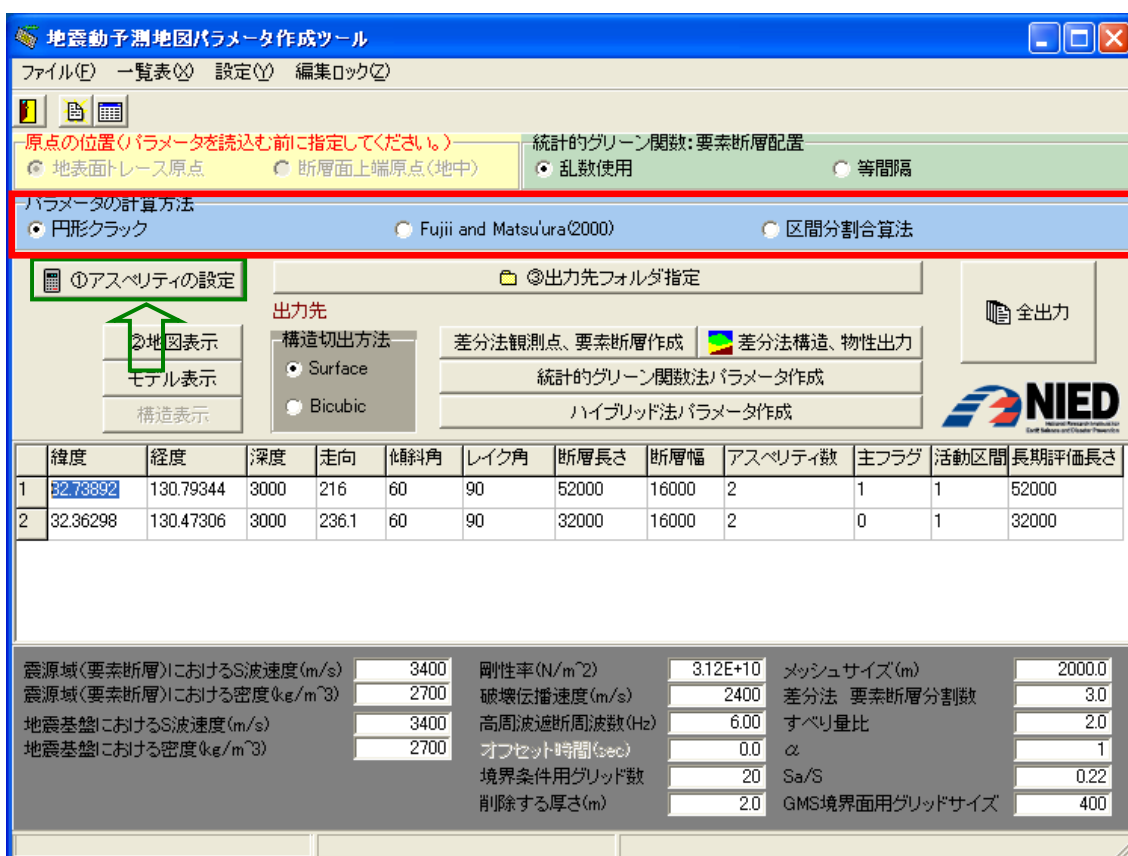 地震動予測地図パラメータ作成ツール
ファイル(F) 一覧表(X) 設定(Y) 編集ロック(Z)
原点の位置(パラメータを読込む前に指定してください。) 統計的グリーン関数:要素断層配置
地表面トレース原点 断層面上端原点(地中) 乱数使用 等間隔
パラメータの計算方法
円形クラック Fujii and Matsu'ura(2000) 区間分割合算法
①アスペリティの設定 ③出力先フォルダ指定
全出力
出力先
②地図表示 構造切出方法 差分法観測点、要素断層作成 差分法構造、物性出力
モデル表示 Surface 統計的グリーン関数法パラメータ作成
構造表示 Bicubic ハイブリッド法パラメータ作成
NIED
緯度 経度 深度 走向 傾斜角 レイク角 断層長さ 断層幅 アスペリティ数 主フラグ 活動区間 長期評価長さ
1 32.73892 130.79344 3000 216 60 90 52000 16000 2 1 1 52000
2 32.36298 130.47306 3000 236.1 60 90 32000 16000 2 0 1 32000
震源域(要素断層)におけるS波速度(m/s) 3400 剛性率(N/m^2) 3.12E+10 メッシュサイズ(m) 2000.0
震源域(要素断層)における密度(kg/m^3) 2700 破壊伝播速度(m/s) 2400 差分法 要素断層分割数 3.0
地震基盤におけるS波速度(m/s) 3400 高周波遮断周波数(Hz) 6.00 すべり量比 2.0
地震基盤における密度(kg/m^3) 2700 オフセット時間(sec) 0.0 α 1
境界条件用グリッド数 20 Sa/S 0.22
削除する厚さ(m) 2.0 GMS境界面用グリッドサイズ 400